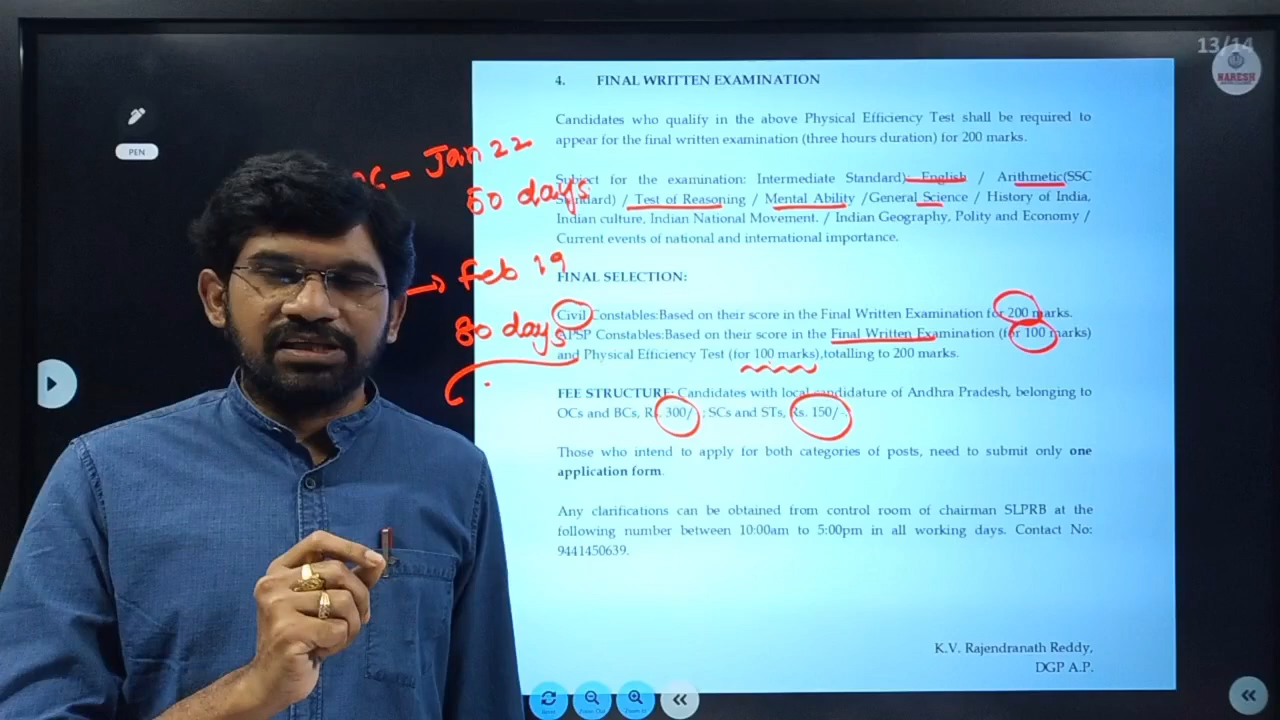 13/14
NARESH
PEN
Jan 22
60 days
→ Feb 19
80 days
4. FINAL WRITTEN EXAMINATION
Candidates who qualify in the above Physical Efficiency Test shall be required to
appear for the final written examination (three hours duration) for 200 marks.
Subject for the examination: Intermediate Standard): English / Arithmetic(SSC
Standard) / Test of Reasoning / Mental Ability /General Science / History of India,
Indian culture, Indian National Movement. / Indian Geography, Polity and Economy /
Current events of national and international importance.
FINAL SELECTION:
Civil Constables:Based on their score in the Final Written Examination for 200 marks.
APSP Constables:Based on their score in the Final Written Examination (for 100 marks)
and Physical Efficiency Test (for 100 marks),totalling to 200 marks.
FEE STRUCTURE: Candidates with local candidature of Andhra Pradesh, belonging to
OCs and BCs, Rs. 300/- ; SCs and STs, Rs. 150/-.
Those who intend to apply for both categories of posts, need to submit only one
application form.
Any clarifications can be obtained from control room of chairman SLPRB at the
following number between 10:00am to 5:00pm in all working days. Contact No:
9441450639.
K.V. Rajendranath Reddy,
DGP A.P.
Zoom Out
Zoom In